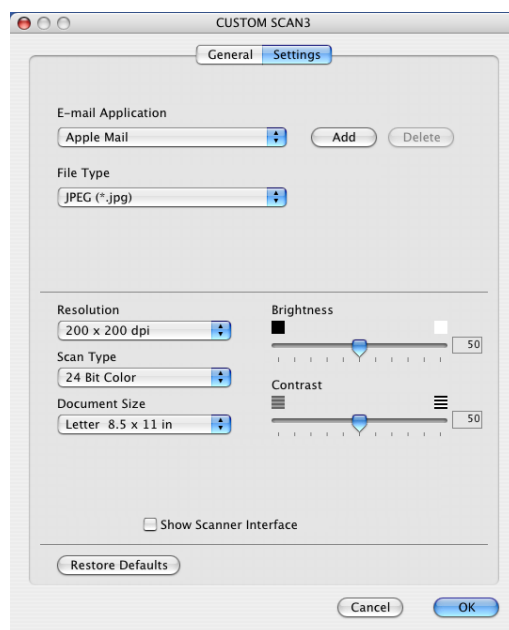 CUSTOM SCAN3
General Settings
E-mail Application
Apple Mail Add Delete
File Type
JPEG (*.jpg)
Resolution
200 x 200 dpi
Scan Type
24 Bit Color
Document Size
Letter 8.5 x 11 in
Brightness
50
Contrast
50
Show Scanner Interface
Restore Defaults
Cancel OK